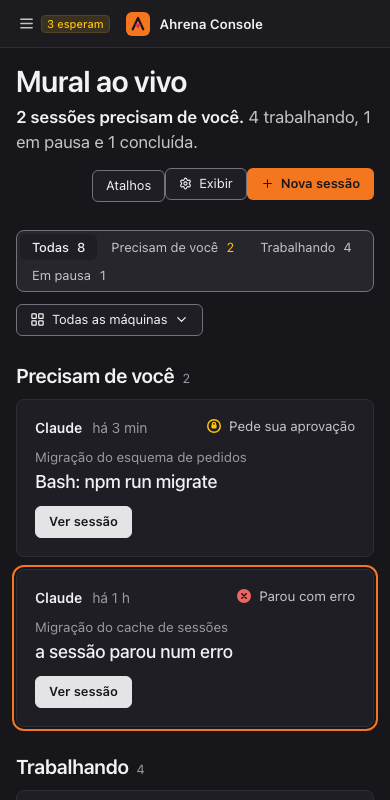 3 esperam
Ahrena Console
Mural ao vivo
2 sessões precisam de você. 4 trabalhando, 1
em pausa e 1 concluída.
Atalhos
Exibir
+ Nova sessão
Todas 8
Precisam de você 2
Trabalhando 4
Em pausa 1
Todas as máquinas
Precisam de você 2
Claude há 3 min
Pede sua aprovação
Migração do esquema de pedidos
Bash: npm run migrate
Ver sessão
Claude há 1 h
Parou com erro
Migração do cache de sessões
a sessão parou num erro
Ver sessão
Trabalhando 4